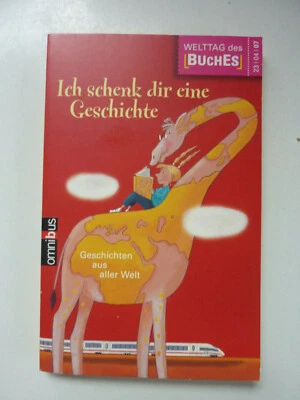 WELTTAG des
BUCHES
23 | 04 | 07
Ich schenk dir eine
Geschichte
Geschichten
aus
aller Welt
omnibus